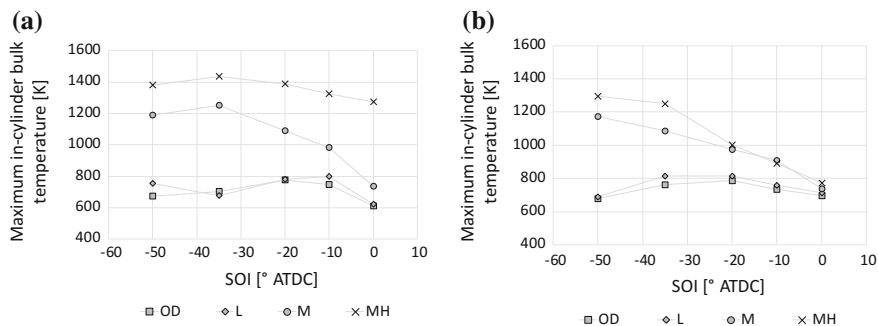 (a)
Maximum in-cylinder bulk
temperature [K]
1600
1400
1200
1000
800
600
400
-60 -50 -40 -30 -20 -10 0 10
SOI [° ATDC]
OD L M MH
(b)
Maximum in-cylinder bulk
temperature [K]
1600
1400
1200
1000
800
600
400
-60 -50 -40 -30 -20 -10 0 10
SOI [° ATDC]
OD L M MH